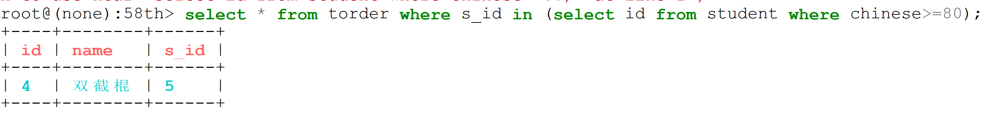 root@(none):58th> select * from torder where s_id in (select id from student where chinese>=80);
+----+--------+------+
| id | name   | s_id |
+----+--------+------+
| 4  | 双截棍 | 5    |
+----+--------+------+